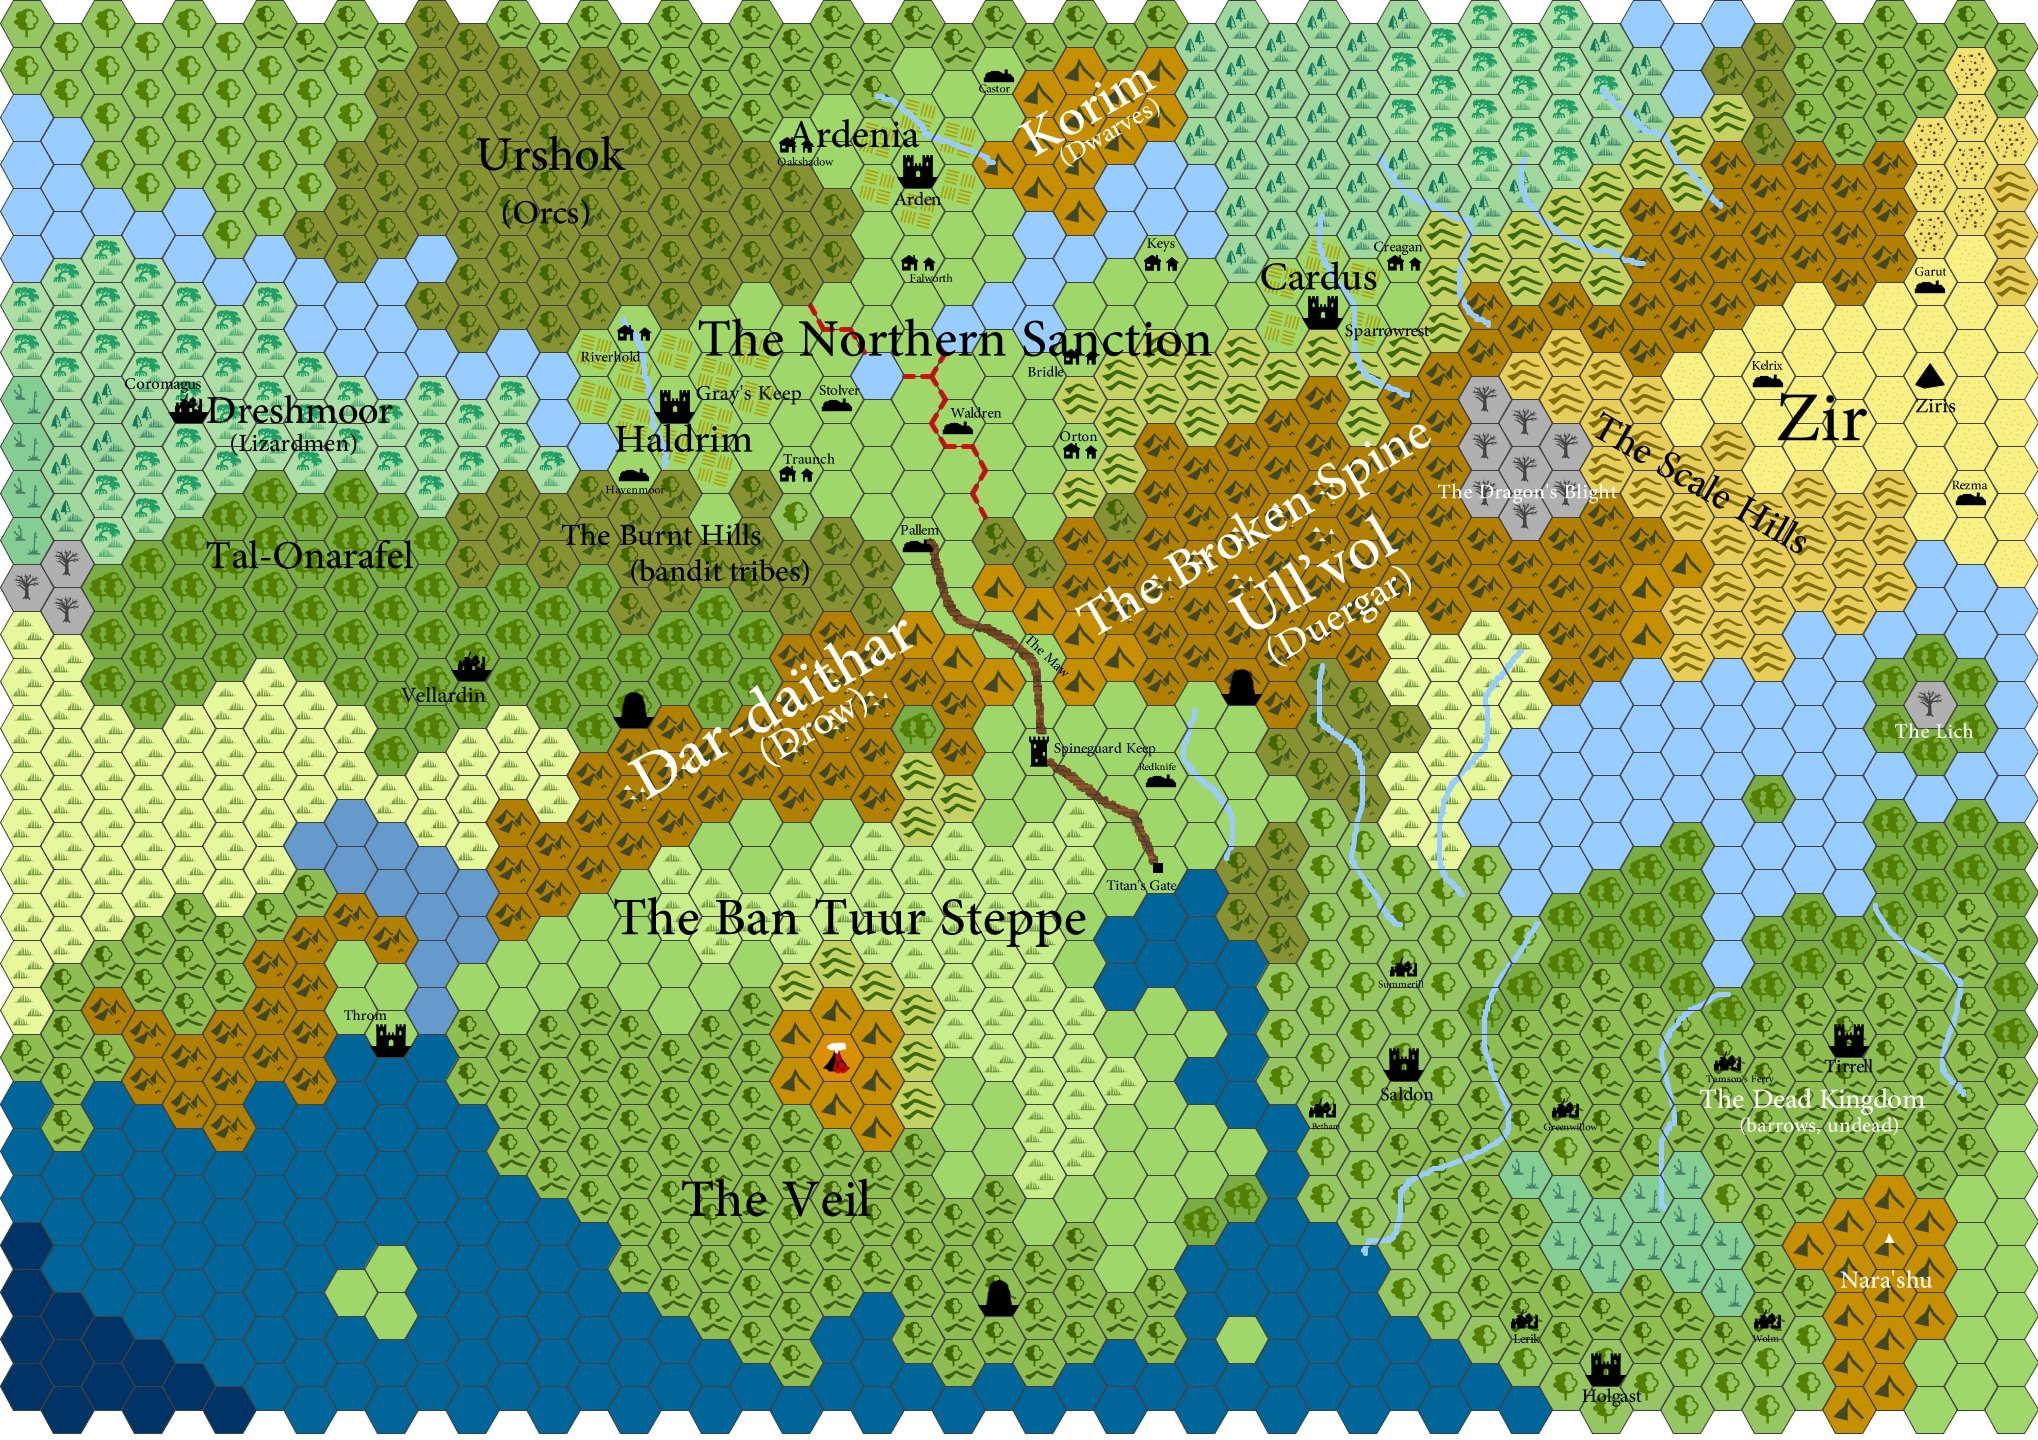 Castor
Korim
(Dwarves)
Ardenia
Oakshadow
Urshok
(Orcs)
Arden
Keys
Creagan
Falworth
Cardus
Garut
Sparrowrest
The Northern Sanction
Riverhold
Bridle
Kelrix
Coromagus
Gray's Keep
Stolver
Ziris
Dreshmoor
(Lizardmen)
Waldren
Zir
Haldrim
Orton
Traunch
The Scale Hills
Havenmoor
The Dragon's Blight
Rezma
Pallem
The Burnt Hills
(bandit tribes)
Tal-Onarafel
The Broken Spine
Ull'vol
(Duergar)
The Maw
Vellardin
Dar-daithar
(Drow)
The Lich
Spineguard Keep
Redknife
Titan's Gate
The Ban Tuur Steppe
Summerill
Throm
Tamson's Ferry
Tirrell
Saldon
The Dead Kingdom
(barrows, undead)
Betham
Greenwillow
The Veil
Nara'shu
Lerik
Wolm
Holgast